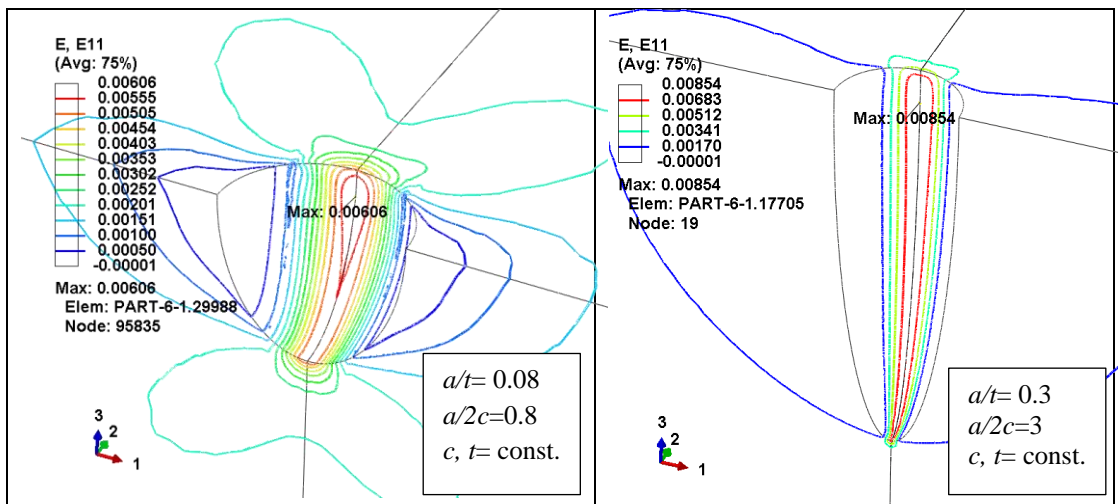 E, E11
(Avg: 75%)
0.00606
0.00555
0.00505
0.00454
0.00403
0.00353
0.00302
0.00252
0.00201
0.00151
0.00100
0.00050
-0.00001
Max: 0.00606
Elem: PART-6-1.29988
Node: 95835
Max: 0.00606
3
2
1
a/t= 0.08
a/2c=0.8
c, t= const.
E, E11
(Avg: 75%)
0.00854
0.00683
0.00512
0.00341
0.00170
-0.00001
Max: 0.00854
Elem: PART-6-1.17705
Node: 19
Max: 0.00854
3
2
1
a/t= 0.3
a/2c=3
c, t= const.